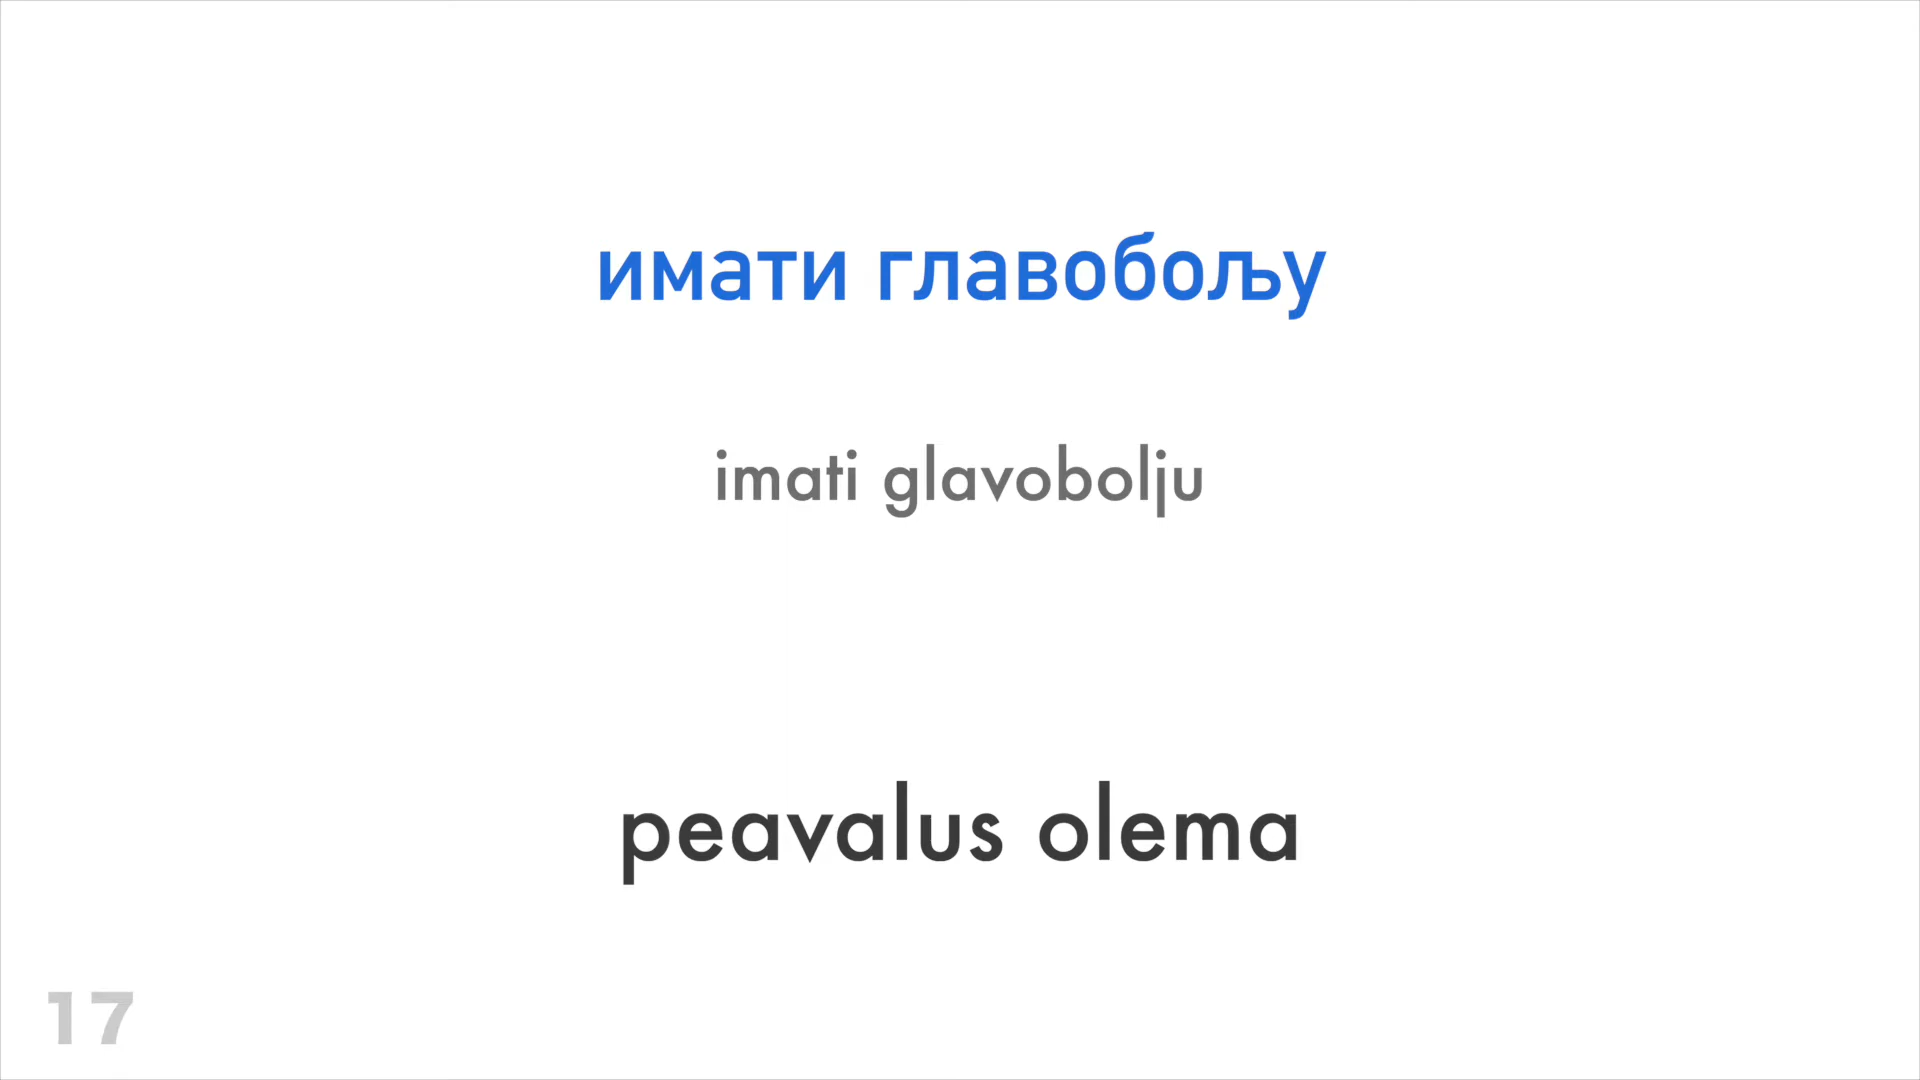 имати главобољу
imati glavobolju
peavalus olema
17